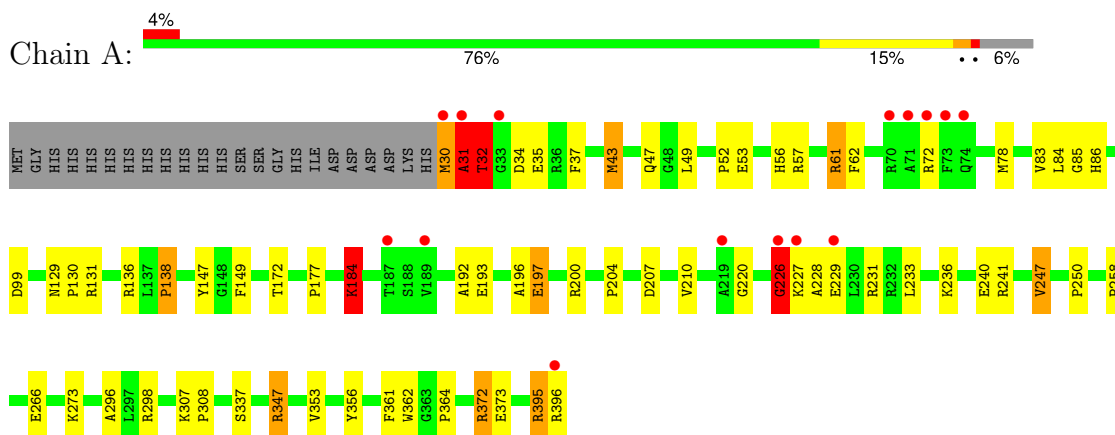 4%
Chain A:
76% 15% • • 6%
MET GLY HIS HIS HIS HIS HIS HIS HIS HIS HIS HIS SER SER GLY HIS ILE ASP ASP ASP ASP LYS HIS M30 A31 T32 G33 D34 E35 R36 F37 M43 Q47 G48 L49 P52 E53 H56 R57 R61 F62 R70 A71 R72 F73 Q74 M78 V83 L84 G85 H86
D99 N129 P130 R131 R136 L137 P138 Y147 G148 F149 T172 P177 K184 T187 S188 V189 A192 E193 A196 E197 R200 P204 D207 V210 A219 G220 G226 K227 A228 E229 L230 R231 R232 L233 K236 E240 R241 V247 P250
E266 K273 A296 L297 R298 K307 P308 S337 R347 V353 Y356 F361 W362 G363 P364 R372 E373 R395 R396